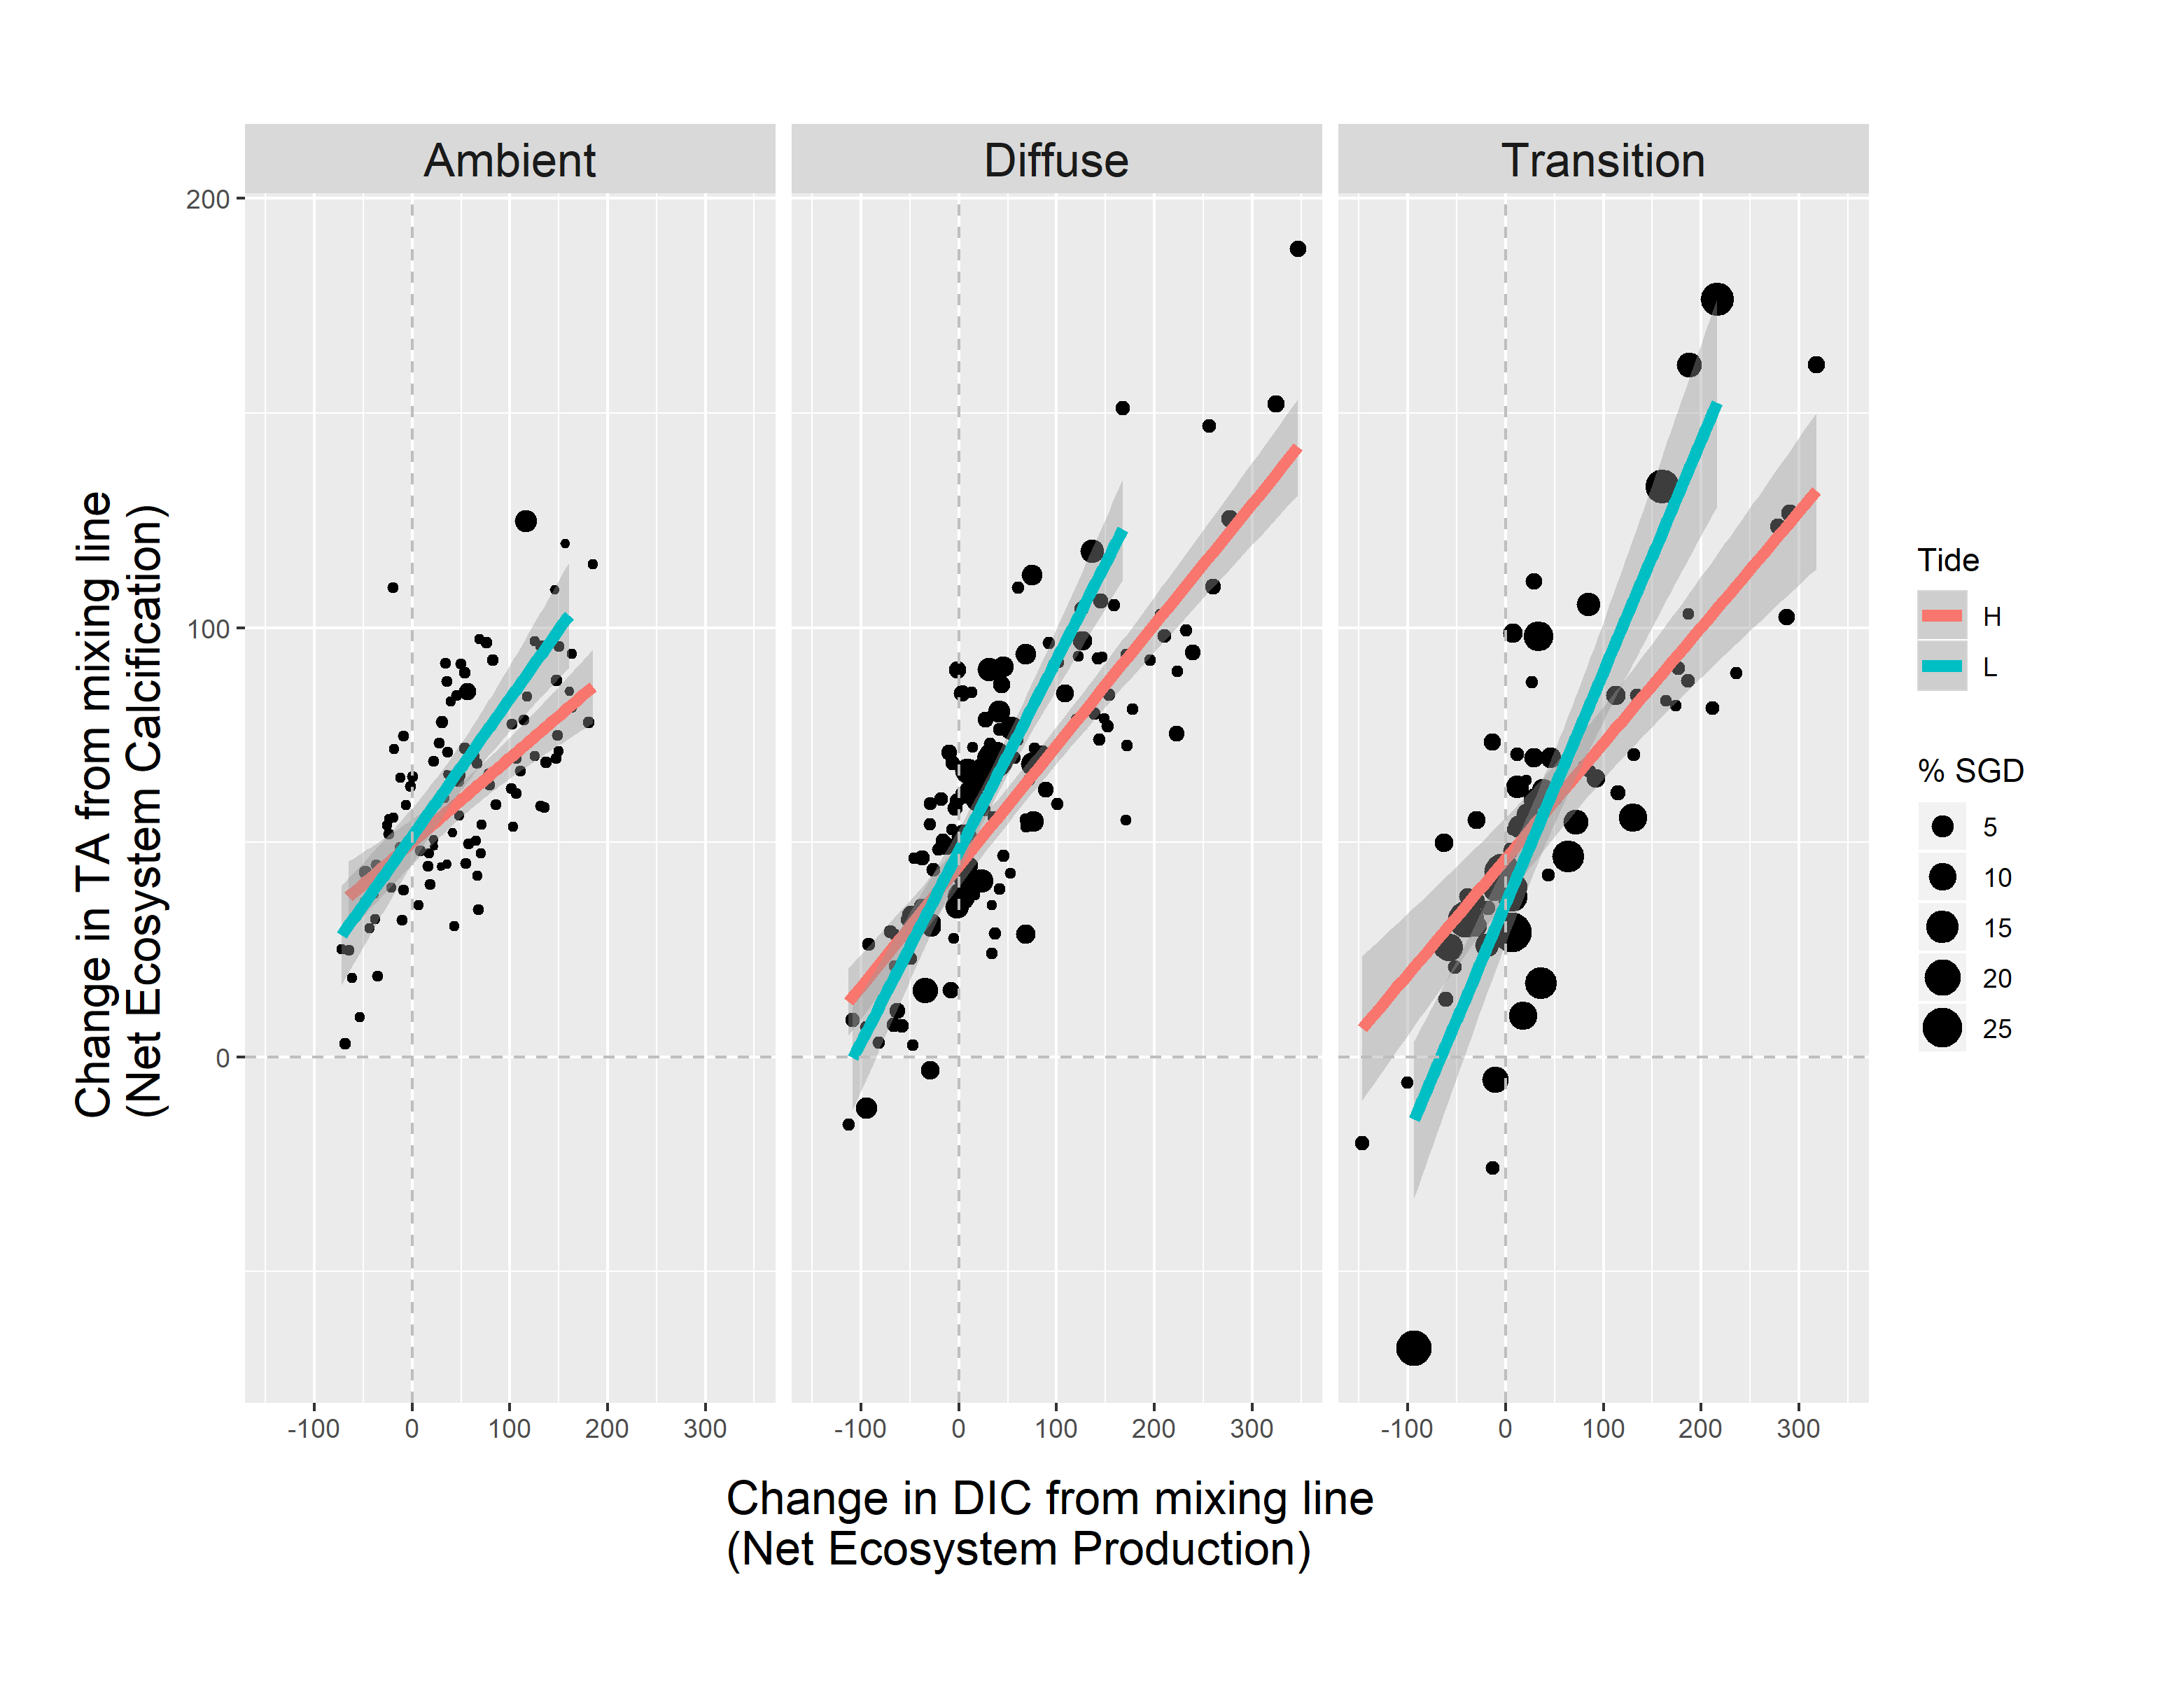 Ambient
Diffuse
Transition
Change in TA from mixing line
(Net Ecosystem Calcification)
200
100
0
-100 0 100 200 300
-100 0 100 200 300
-100 0 100 200 300
Change in DIC from mixing line
(Net Ecosystem Production)
Tide
H
L
% SGD
5
10
15
20
25